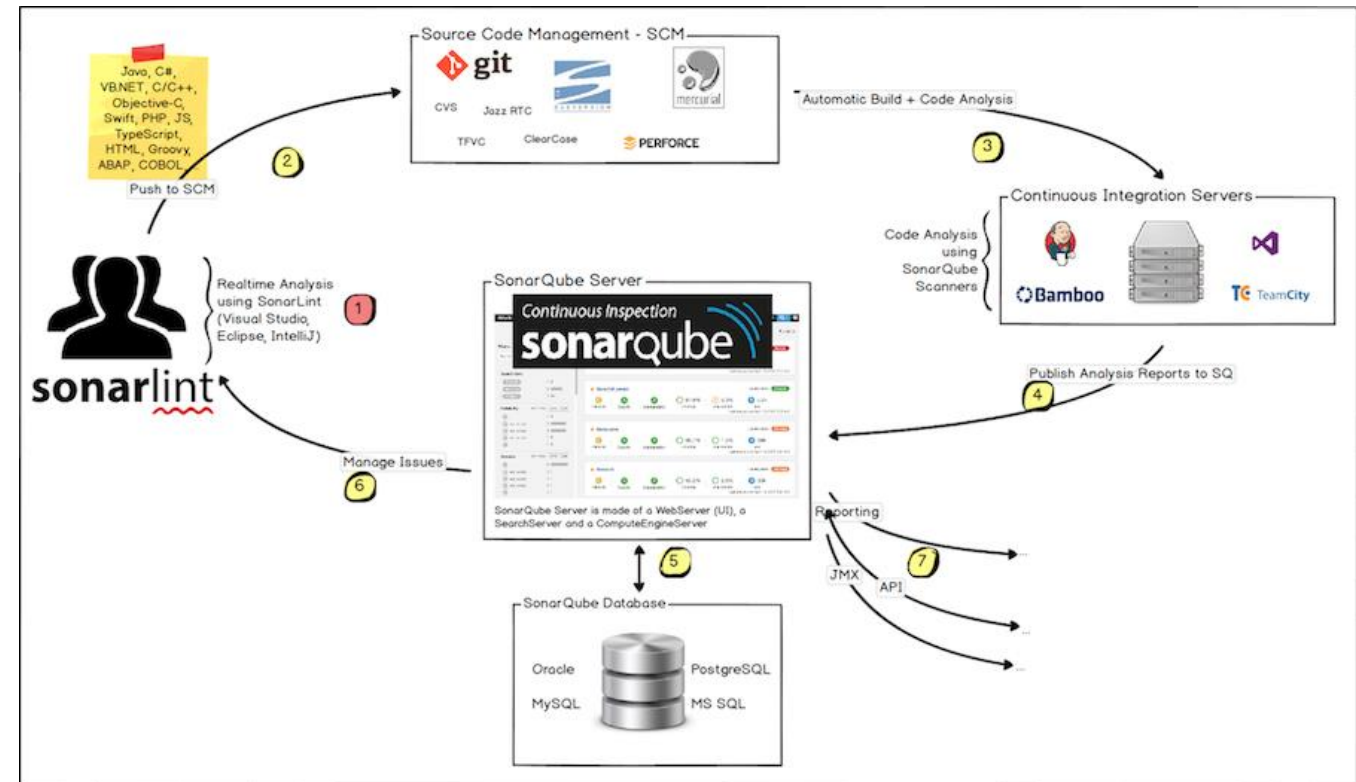 Java, C#,
VB.NET, C/C++,
Objective-C,
Swift, PHP, JS,
TypeScript,
HTML, Groovy,
ABAP, COBOL,...
Push to SCM
2
Source Code Management - SCM
git
SUBVERSION
mercurial
CVS
Jazz RTC
TFVC
ClearCase
PERFORCE
Automatic Build + Code Analysis
3
Continuous Integration Servers
Code Analysis
using
SonarQube
Scanners
Bamboo
TC TeamCity
Realtime Analysis
using SonarLint
(Visual Studio,
Eclipse, IntelliJ)
1
sonarlint
SonarQube Server
Continuous Inspection
sonarqube
SonarQube Server is made of a WebServer (UI), a
SearchServer and a ComputeEngineServer
Publish Analysis Reports to SQ
4
Manage Issues
6
Reporting
...
7
JMX
API
...
...
5
SonarQube Database
Oracle
PostgreSQL
MySQL
MS SQL